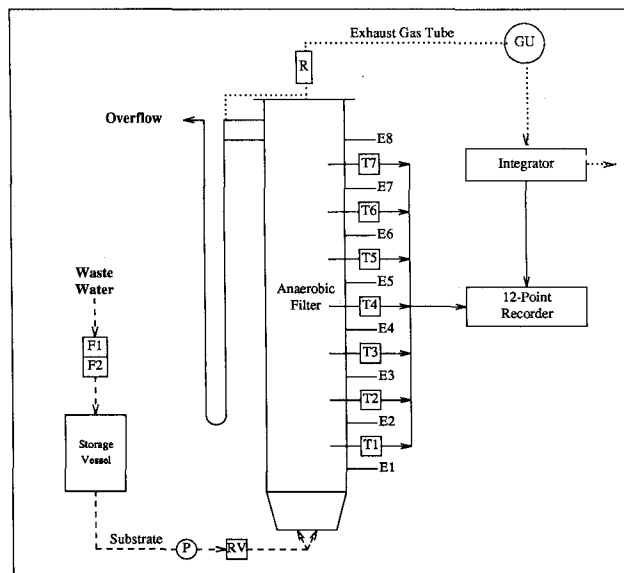 Exhaust Gas Tube
GU
R
Overflow
E8
T7
Integrator
E7
T6
E6
T5
E5
Waste
Water
Anaerobic
Filter
T4
12-Point
Recorder
E4
F1
F2
T3
E3
T2
E2
Storage
Vessel
T1
E1
Substrate
P
RV